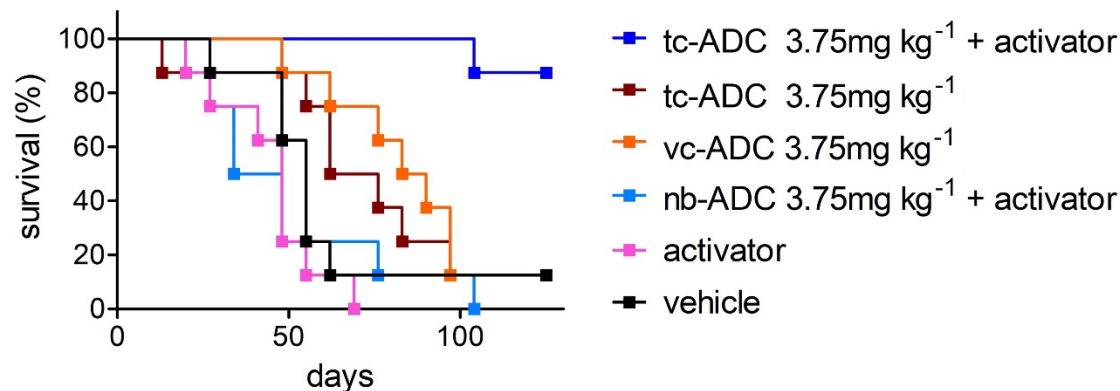 survival (%)
100
80
60
40
20
0
0 50 100
days
tc-ADC 3.75mg kg⁻¹ + activator
tc-ADC 3.75mg kg⁻¹
vc-ADC 3.75mg kg⁻¹
nb-ADC 3.75mg kg⁻¹ + activator
activator
vehicle